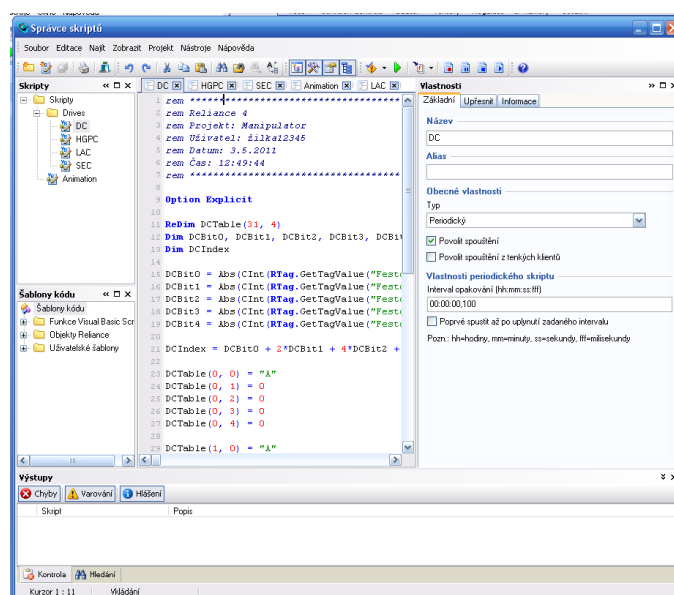 Správce skriptů
Soubor Editace Najít Zobrazit Projekt Nástroje Nápověda
Skripty
Skripty
Drives
DC
HGPC
LAC
SEC
Animation
Šablony kódu
Šablony kódu
Funkce Visual Basic Scr
Objekty Reliance
Uživatelské šablony
DC HGPC SEC Animation LAC
1 rem **********************************
2 rem Reliance 4
3 rem Projekt: Manipulator
4 rem Uživatel: žilka12345
5 rem Datum: 3.5.2011
6 rem Čas: 12:49:44
7 rem **********************************
8
9 Option Explicit
10
11 ReDim DCTable(31, 4)
12 Dim DCBit0, DCBit1, DCBit2, DCBit3, DCBit
13 Dim DCIndex
14
15 DCBit0 = Abs(CInt(RTag.GetTagValue("Festo
16 DCBit1 = Abs(CInt(RTag.GetTagValue("Festo
17 DCBit2 = Abs(CInt(RTag.GetTagValue("Festo
18 DCBit3 = Abs(CInt(RTag.GetTagValue("Festo
19 DCBit4 = Abs(CInt(RTag.GetTagValue("Festo
20
21 DCIndex = DCBit0 + 2*DCBit1 + 4*DCBit2 +
22
23 DCTable(0, 0) = "A"
24 DCTable(0, 1) = 0
25 DCTable(0, 2) = 0
26 DCTable(0, 3) = 0
27 DCTable(0, 4) = 0
28
29 DCTable(1, 0) = "A"
Vlastnosti
Základní Upřesnit Informace
Název
DC
Alias
Obecné vlastnosti
Typ
Periodický
Povolit spouštění
Povolit spouštění z tenkých klientů
Vlastnosti periodického skriptu
Interval opakování (hh:mm:ss:fff)
00:00:00,100
Poprvé spustit až po uplynutí zadaného intervalu
Pozn.: hh=hodiny, mm=minuty, ss=sekundy, fff=milisekundy
Výstupy
Chyby Varování Hlášení
Skript Popis
Kontrola Hledání
Kurzor 1 : 11 Vkládání